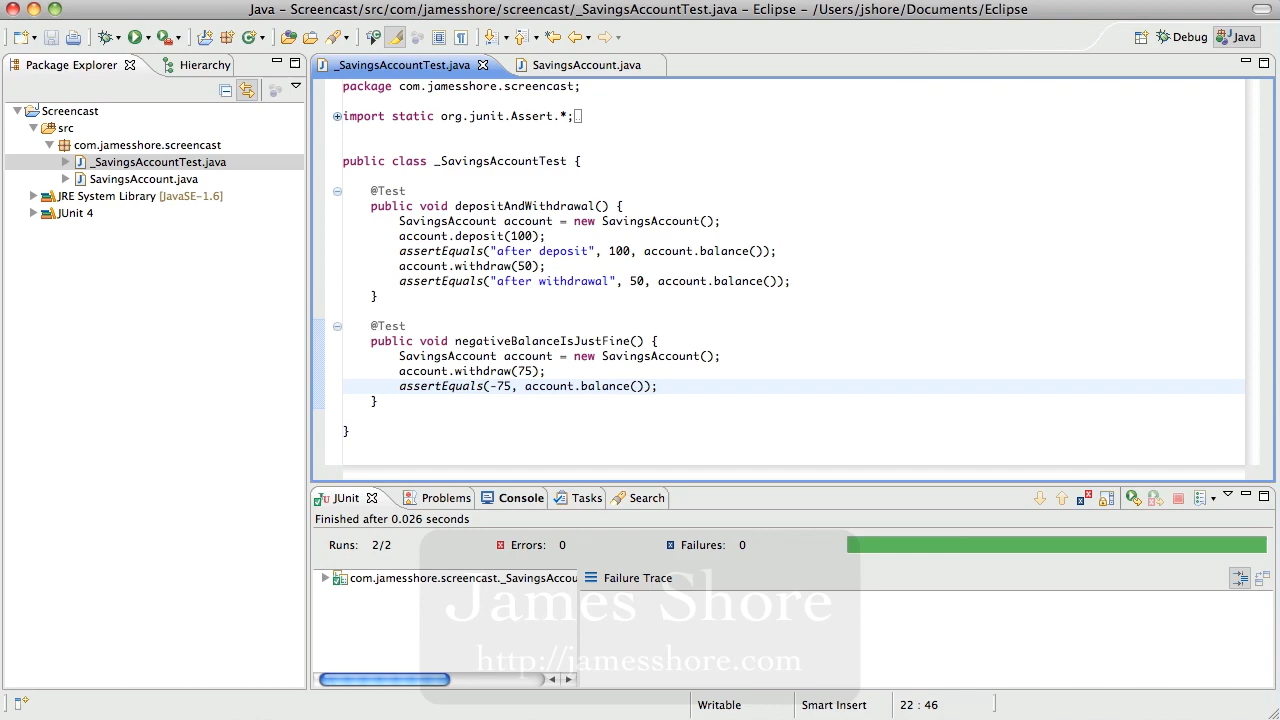 Java - Screencast/src/com/jamesshore/screencast/_SavingsAccountTest.java - Eclipse - /Users/jshore/Documents/Eclipse
Debug
Java
Package Explorer
Hierarchy
Screencast
src
com.jamesshore.screencast
_SavingsAccountTest.java
SavingsAccount.java
JRE System Library [JavaSE-1.6]
JUnit 4
_SavingsAccountTest.java
SavingsAccount.java
package com.jamesshore.screencast;
import static org.junit.Assert.*;
public class _SavingsAccountTest {
@Test
public void depositAndWithdrawal() {
SavingsAccount account = new SavingsAccount();
account.deposit(100);
assertEquals("after deposit", 100, account.balance());
account.withdraw(50);
assertEquals("after withdrawal", 50, account.balance());
}
@Test
public void negativeBalanceIsJustFine() {
SavingsAccount account = new SavingsAccount();
account.withdraw(75);
assertEquals(-75, account.balance());
}
}
JUnit
Problems
Console
Tasks
Search
Finished after 0.026 seconds
Runs: 2/2
Errors: 0
Failures: 0
com.jamesshore.screencast._SavingsAccou
Failure Trace
James Shore
http://jamesshore.com
Writable
Smart Insert
22 : 46